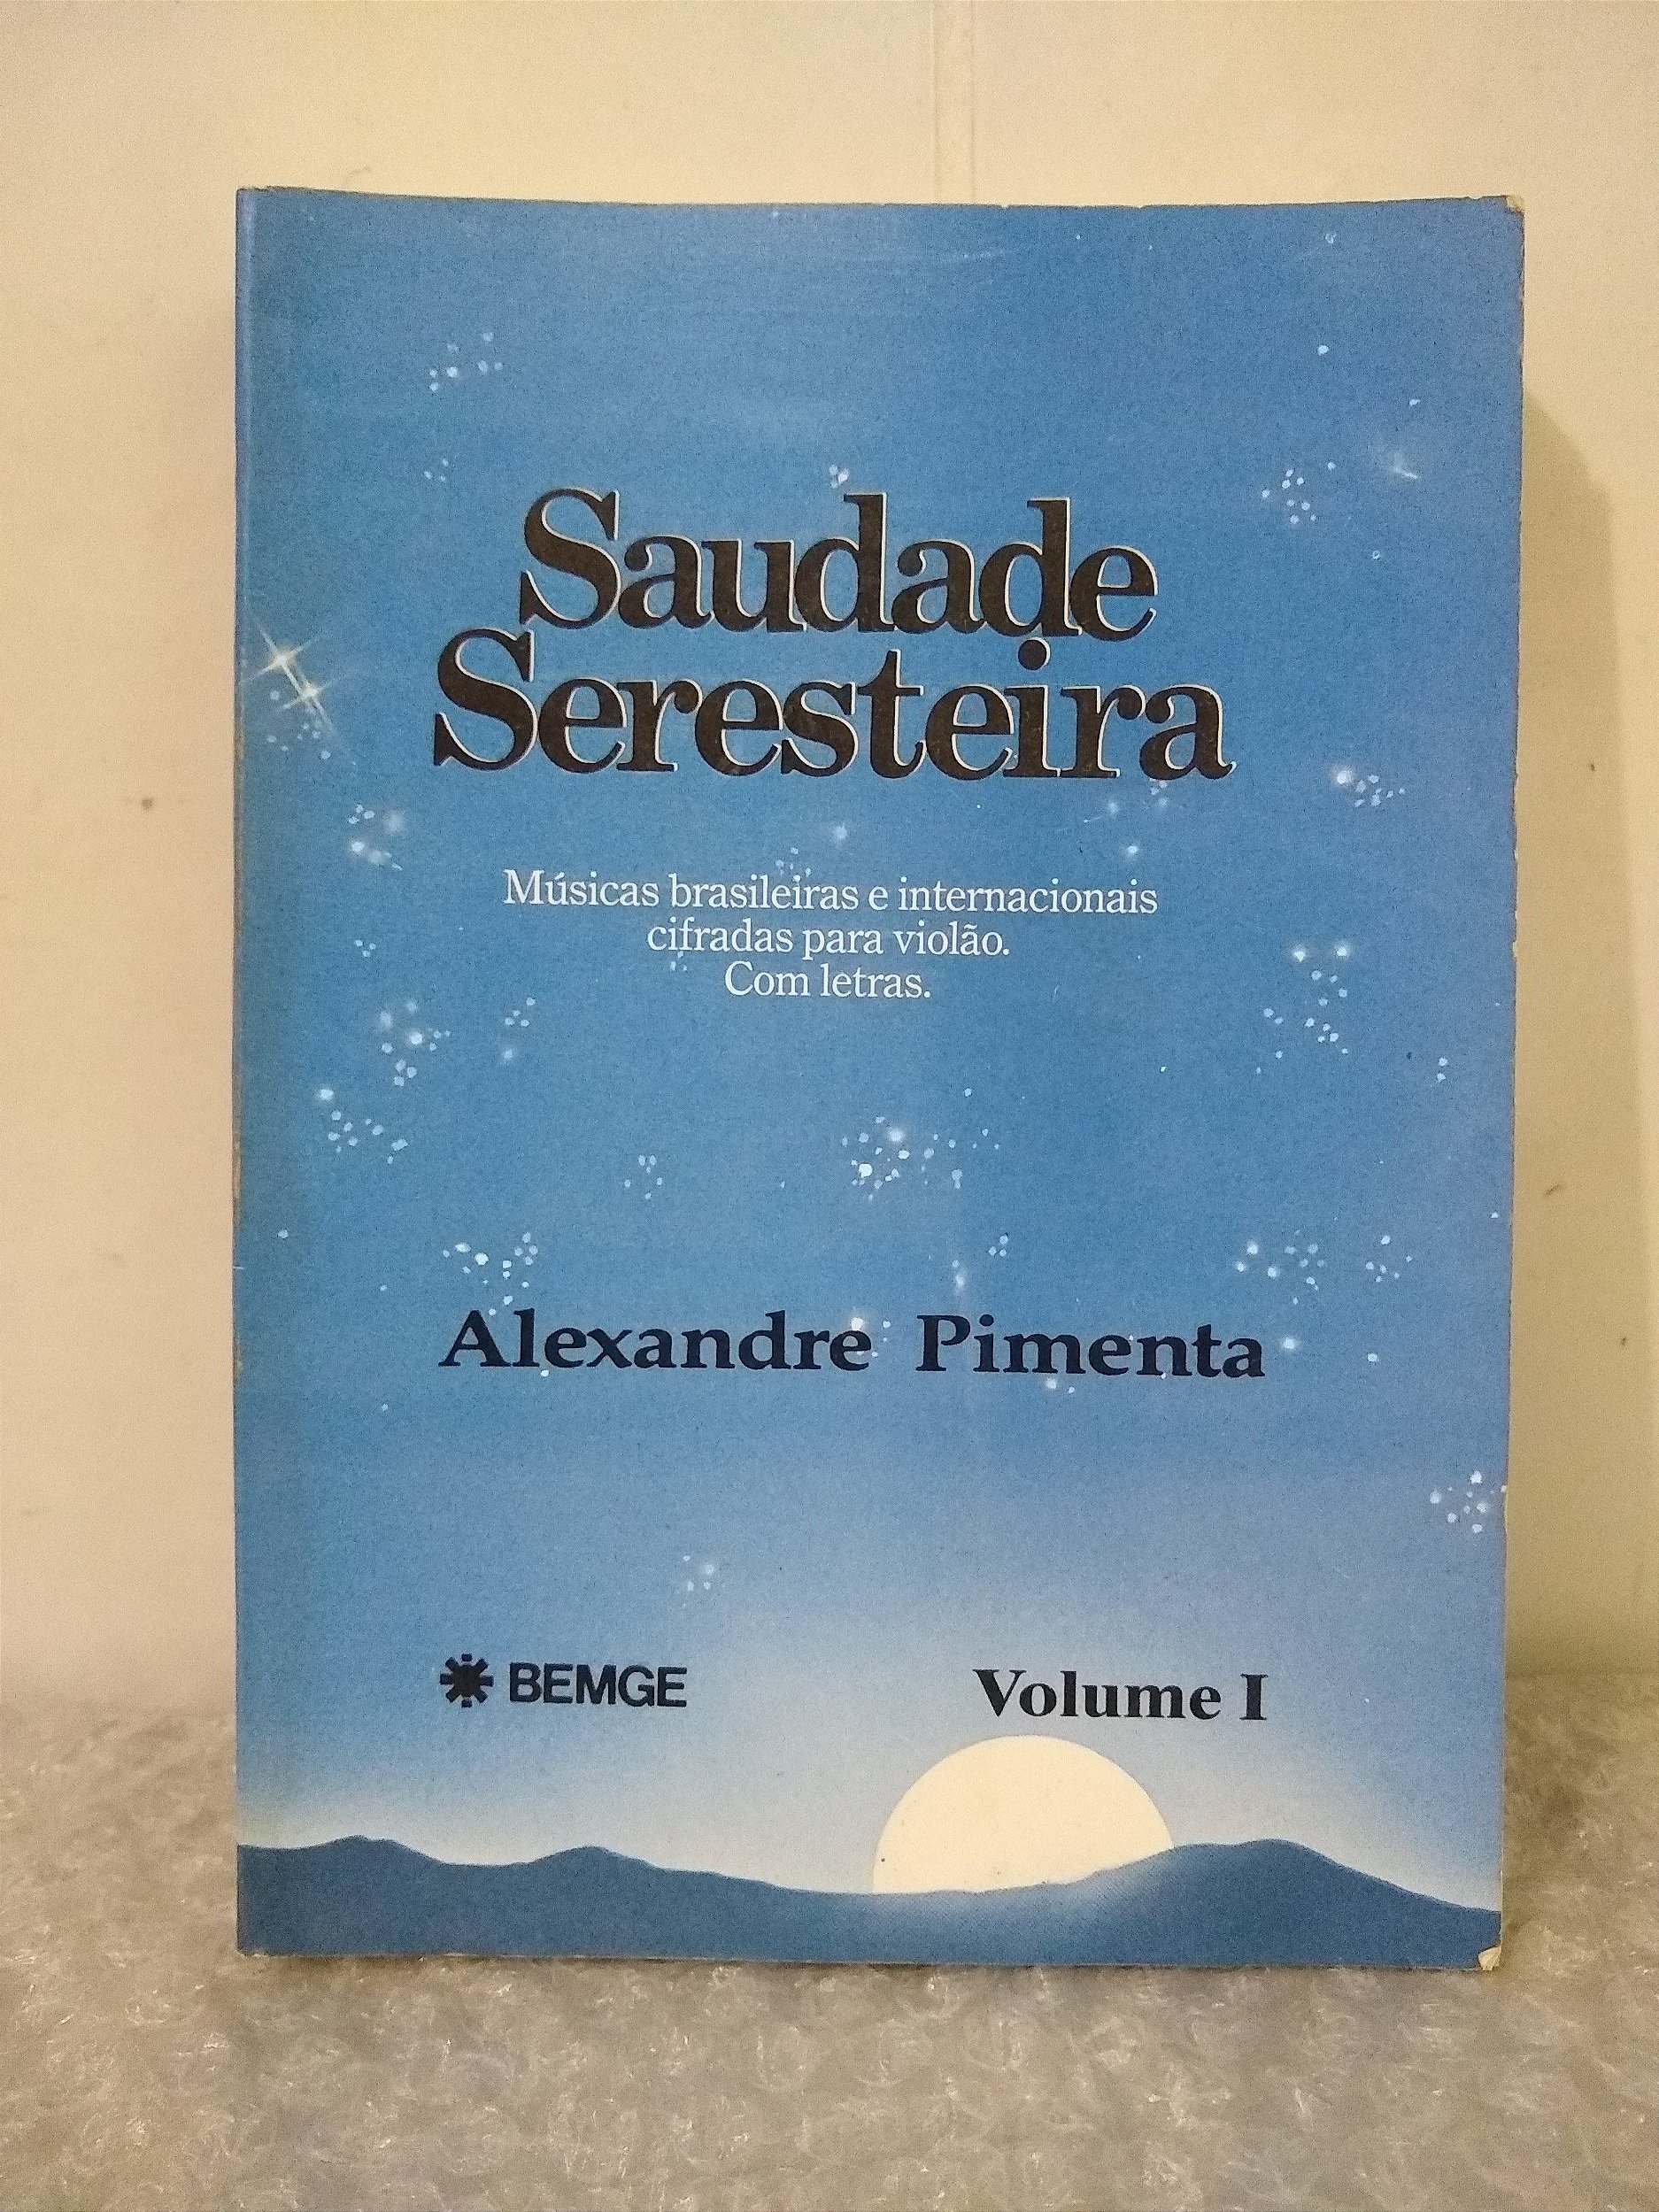 Saudade
Seresteira
Músicas brasileiras e internacionais
cifradas para violão.
Com letras.
Alexandre Pimenta
BEMGE
Volume I